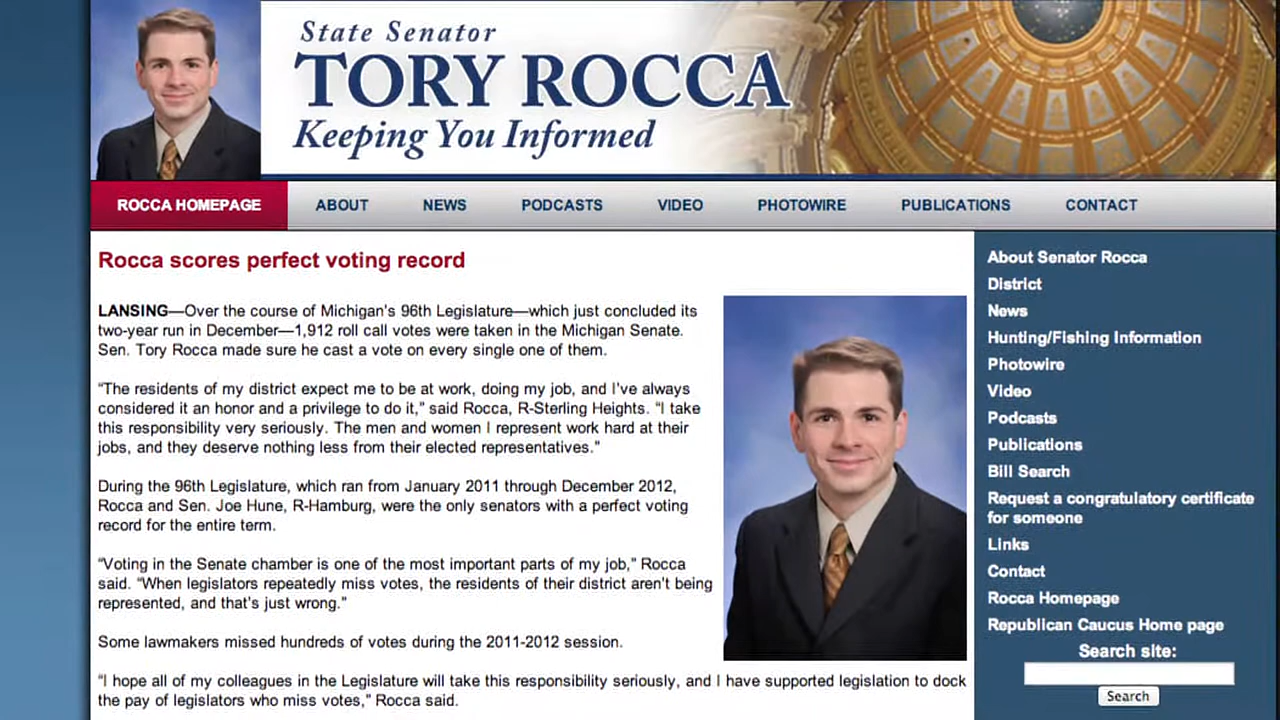 State Senator
TORY ROCCA
Keeping You Informed
ROCCA HOMEPAGE
ABOUT
NEWS
PODCASTS
VIDEO
PHOTOWIRE
PUBLICATIONS
CONTACT
Rocca scores perfect voting record
LANSING—Over the course of Michigan's 96th Legislature—which just concluded its
two-year run in December—1,912 roll call votes were taken in the Michigan Senate.
Sen. Tory Rocca made sure he cast a vote on every single one of them.
"The residents of my district expect me to be at work, doing my job, and I've always
considered it an honor and a privilege to do it," said Rocca, R-Sterling Heights. "I take
this responsibility very seriously. The men and women I represent work hard at their
jobs, and they deserve nothing less from their elected representatives."
During the 96th Legislature, which ran from January 2011 through December 2012,
Rocca and Sen. Joe Hune, R-Hamburg, were the only senators with a perfect voting
record for the entire term.
"Voting in the Senate chamber is one of the most important parts of my job," Rocca
said. "When legislators repeatedly miss votes, the residents of their district aren't being
represented, and that's just wrong."
Some lawmakers missed hundreds of votes during the 2011-2012 session.
"I hope all of my colleagues in the Legislature will take this responsibility seriously, and I have supported legislation to dock
the pay of legislators who miss votes," Rocca said.
About Senator Rocca
District
News
Hunting/Fishing Information
Photowire
Video
Podcasts
Publications
Bill Search
Request a congratulatory certificate
for someone
Links
Contact
Rocca Homepage
Republican Caucus Home page
Search site:
Search